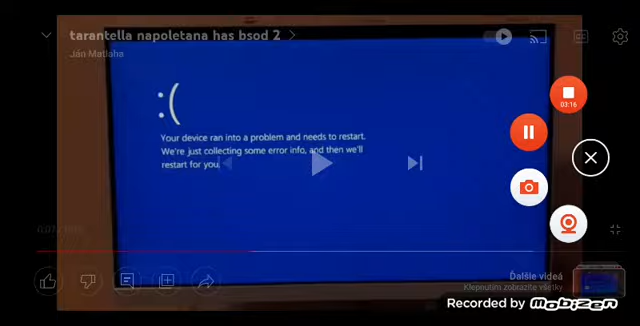 tarantella napoletana has bsod 2
Ján Matlaha
:(
Your device ran into a problem and needs to restart.
We're just collecting some error info, and then we'll
restart for you.
03:16
Ďalšie videá
Klepnutím zobrazíte všetky
Recorded by Mobizen